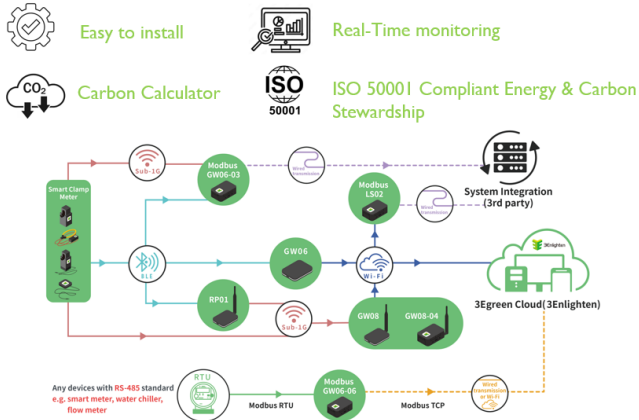 Easy to install
Real-Time monitoring
CO2
Carbon Calculator
ISO
50001
ISO 50001 Compliant Energy & Carbon
Stewardship
Sub-1G
Modbus
GW06-03
Wired
transmission
System Integration
(3rd party)
Smart Clamp
Meter
Modbus
LS02
Wired
transmission
BLE
GW06
Wi-Fi
3Enlighten
3Egreen Cloud(3Enlighten)
RP01
Sub-1G
GW08
GW08-04
Any devices with RS-485 standard
e.g. smart meter, water chiller,
flow meter
RTU
Modbus RTU
Modbus
GW06-06
Modbus TCP
Wired
transmission
or Wi-Fi